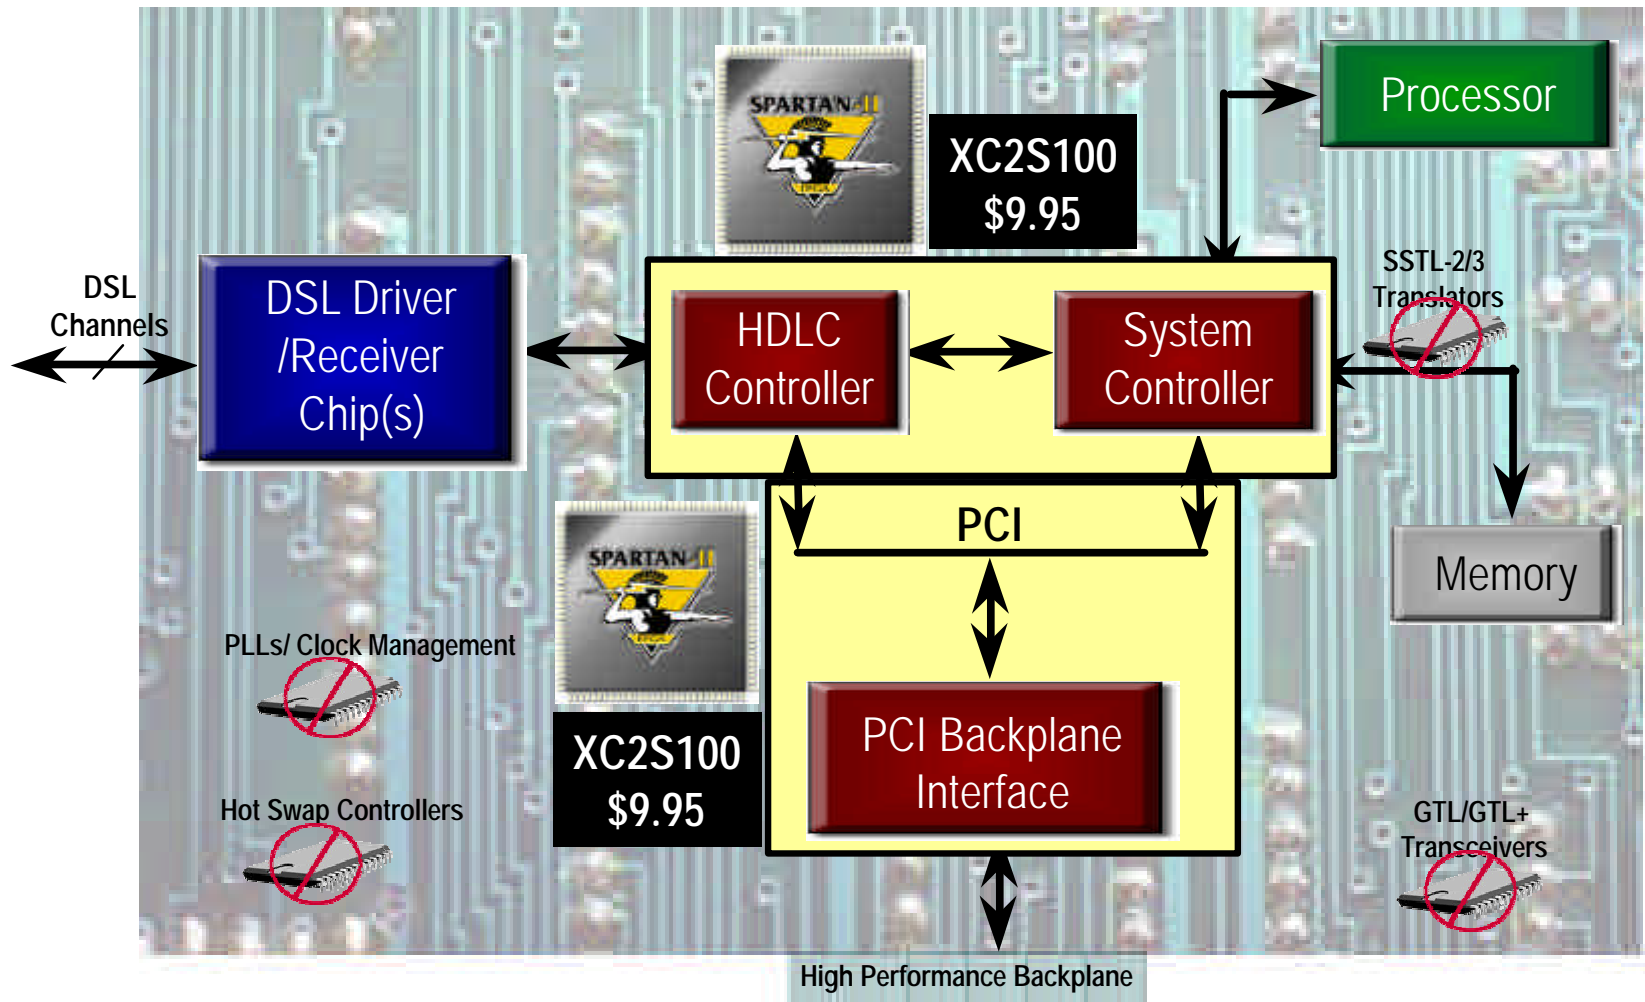 SPARTAN-II
XC2S100
$9.95
Processor
DSL
Channels
DSL Driver
/Receiver
Chip(s)
HDLC
Controller
System
Controller
SSTL-2/3
Translators
PCI
Memory
SPARTAN-II
XC2S100
$9.95
PLLs/ Clock Management
Hot Swap Controllers
PCI Backplane
Interface
GTL/GTL+
Transceivers
High Performance Backplane